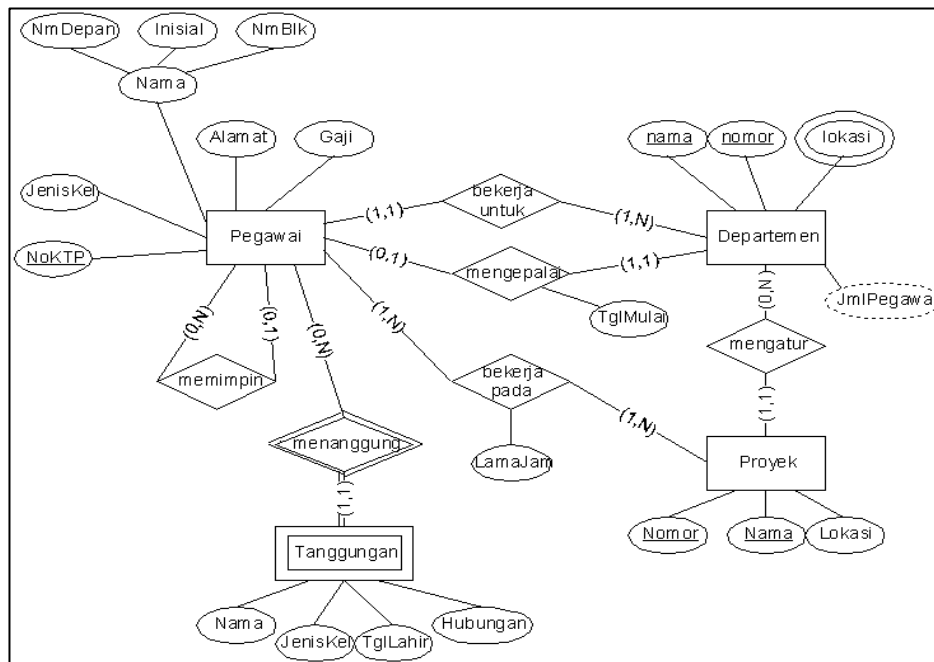 NmDepan
Inisial
NmBlk
Nama
Alamat
Gaji
nama
nomor
lokasi
JenisKel
NoKTP
Pegawai
(1,1)
bekerja
untuk
(1,N)
Departemen
(0,1)
mengepalai
(1,1)
TglMulai
JmlPegawa
(0,N)
(0,1)
(0,N)
(1,N)
(0,N)
memimpin
mengatur
bekerja
pada
(1,N)
(1,1)
menanggung
LamaJam
Proyek
(1,1)
Nomor
Nama
Lokasi
Tanggungan
Nama
JenisKel
TglLahir
Hubungan